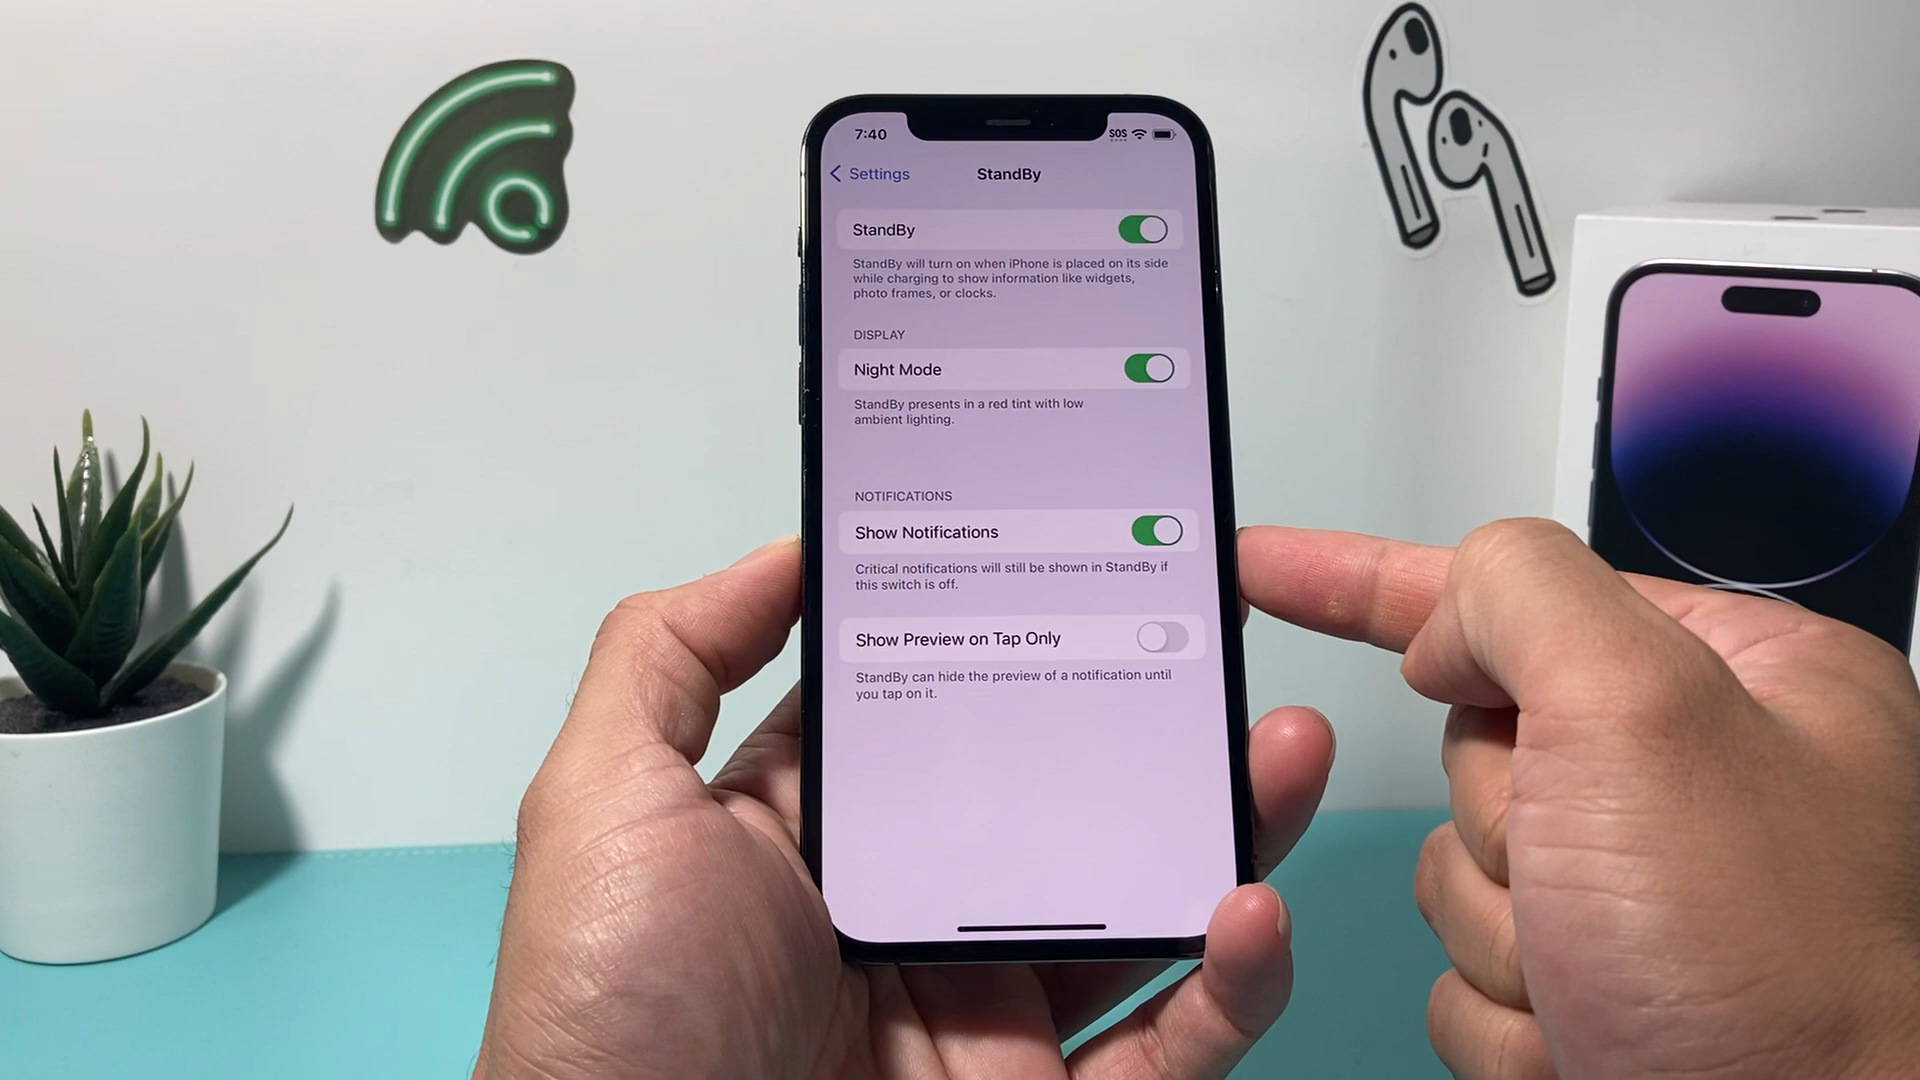 7:40
SOS
Settings
StandBy
StandBy
StandBy will turn on when iPhone is placed on its side
while charging to show information like widgets,
photo frames, or clocks.
DISPLAY
Night Mode
StandBy presents in a red tint with low
ambient lighting.
NOTIFICATIONS
Show Notifications
Critical notifications will still be shown in StandBy if
this switch is off.
Show Preview on Tap Only
StandBy can hide the preview of a notification until
you tap on it.